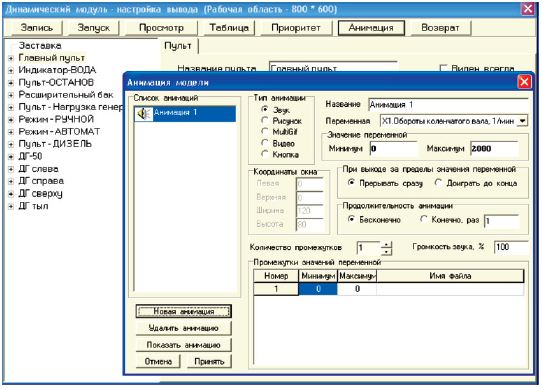 Динамический модуль - настройка вывода (Рабочая область - 800 * 600)
Запись Запуск Просмотр Таблица Приоритет Анимация Возврат
Заставка
Главный пульт
Индикатор-ВОДА
Пульт-ОСТАНОВ
Расширительный бак
Пульт - Нагрузка генер
Режим - РУЧНОЙ
Режим - АВТОМАТ
Пульт - ДИЗЕЛЬ
ДГ-50
ДГ слева
ДГ справа
ДГ сверху
ДГ тыл
Пульт
Название пульта Главный пульт Виден всегда
Анимация модели
Список анимаций
Анимация 1
Тип анимации
Звук
Рисунок
MultiGif
Видео
Кнопка
Название Анимация 1
Переменная X1.Обороты коленчатого вала, 1/мин
Значение переменной
Минимум 0 Максимум 2000
Координаты окна
Левая 0
Верхняя 0
Ширина 120
Высота 80
При выходе за пределы значения переменной
Прерывать сразу Доиграть до конца
Продолжительность анимации
Бесконечно Конечно, раз 1
Количество промежутков 1 Громкость звука, % 100
Промежутки значений переменной
Номер Минимум Максимум Имя файла
1 0 0
Новая анимация
Удалить анимацию
Показать анимацию
Отмена Принять